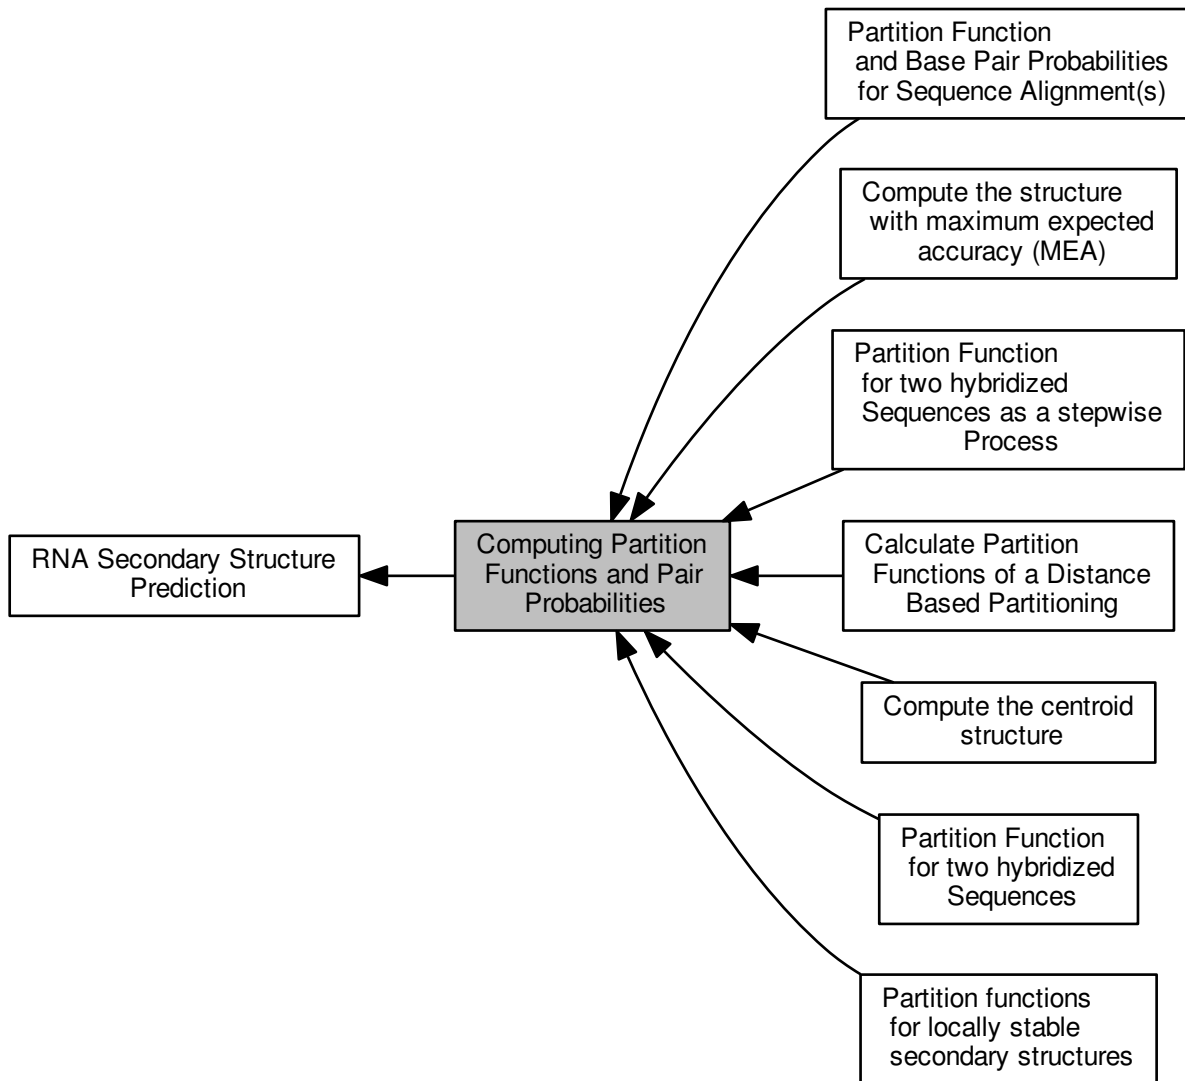 Partition Function
and Base Pair Probabilities
for Sequence Alignment(s)
Compute the structure
with maximum expected
accuracy (MEA)
Partition Function
for two hybridized
Sequences as a stepwise
Process
RNA Secondary Structure
Prediction
Computing Partition
Functions and Pair
Probabilities
Calculate Partition
Functions of a Distance
Based Partitioning
Compute the centroid
structure
Partition Function
for two hybridized
Sequences
Partition functions
for locally stable
secondary structures